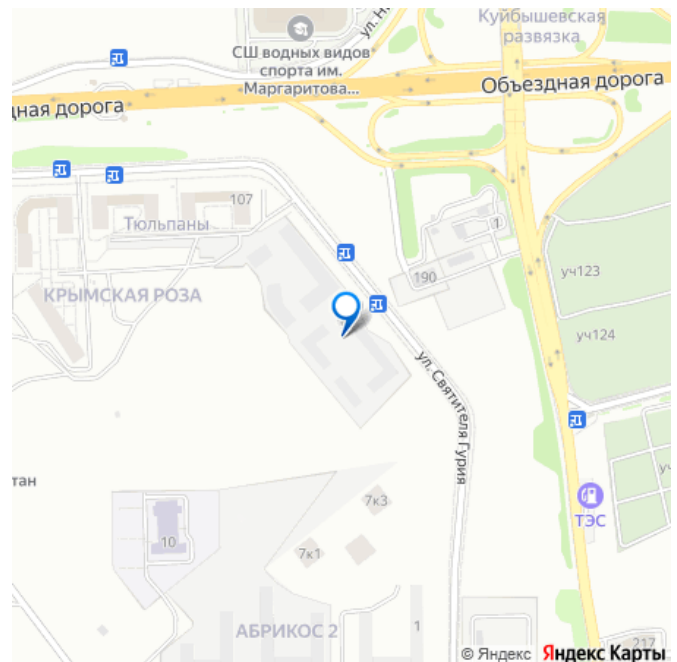 Куйбышевская
развязка
ул. Н
СШ водных видов
спорта им.
Маргаритова...
Объездная дорога
дная дорога
107
Тюльпаны
1
190
уч123
КРЫМСКАЯ РОЗА
уч124
ул. Святителя Гурия
уч
тан
7к3
ТЭС
10
7к1
АБРИКОС 2
1
217
© Яндекс Яндекс Карты